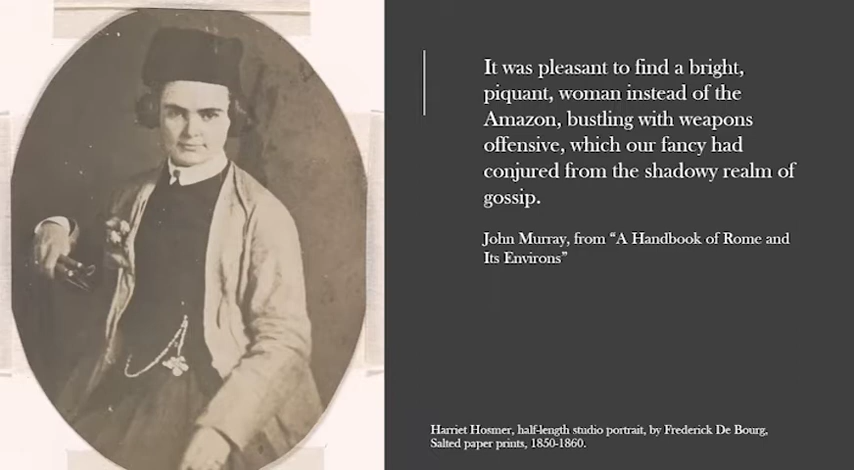 It was pleasant to find a bright,
piquant, woman instead of the
Amazon, bustling with weapons
offensive, which our fancy had
conjured from the shadowy realm of
gossip.
John Murray, from “A Handbook of Rome and
Its Environs”
Harriet Hosmer, half-length studio portrait, by Frederick De Bourg,
Salted paper prints, 1850-1860.